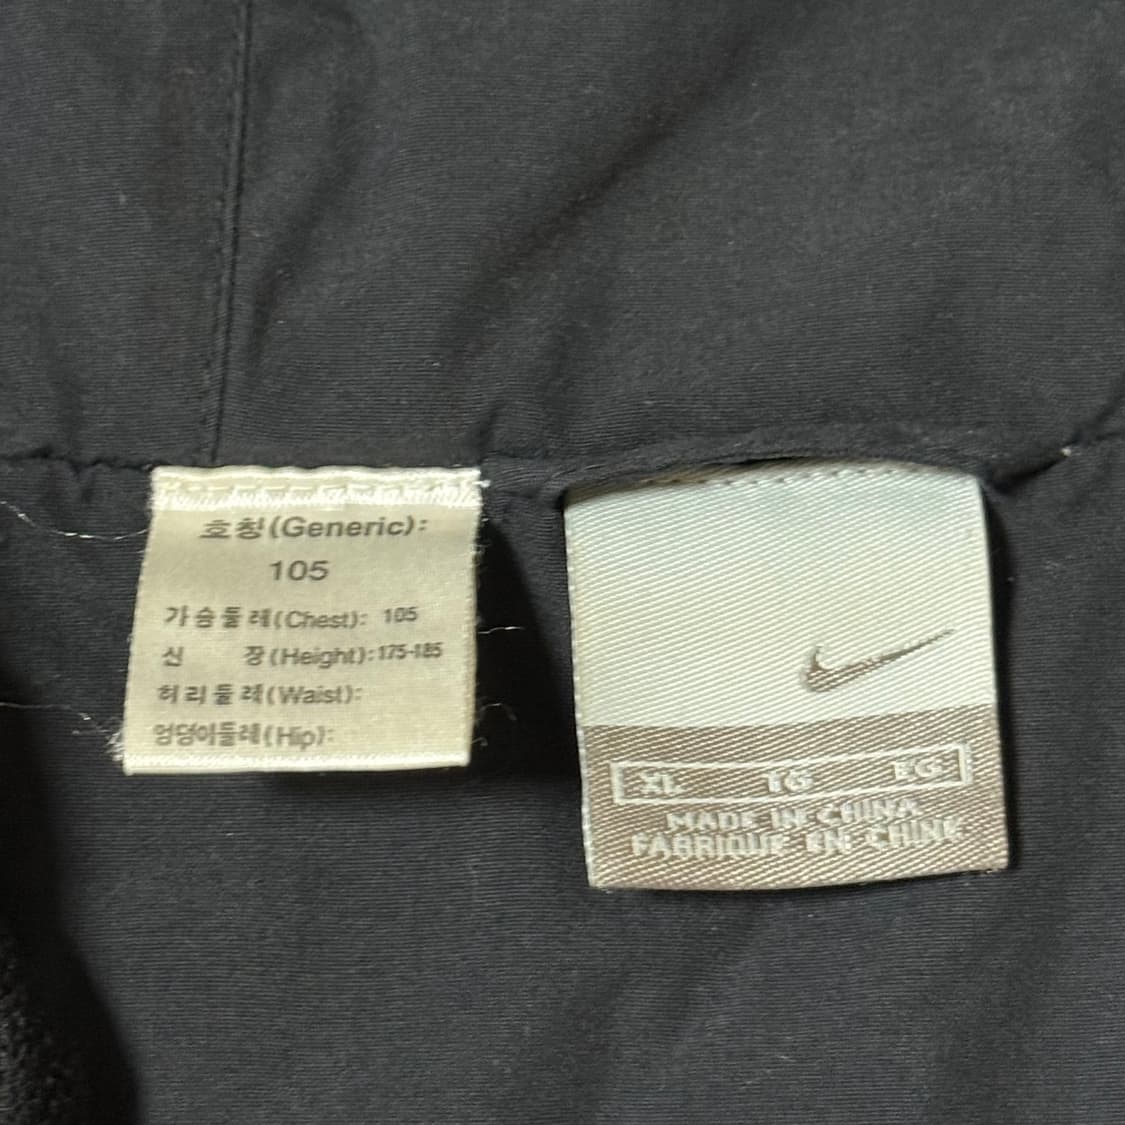 호칭(Generic):
105
가슴둘레(Chest): 105
신 장(Height):175-185
허리둘레(Waist):
엉덩이둘레(Hip):
XL TG EG
MADE IN CHINA
FABRIQUE EN CHINE